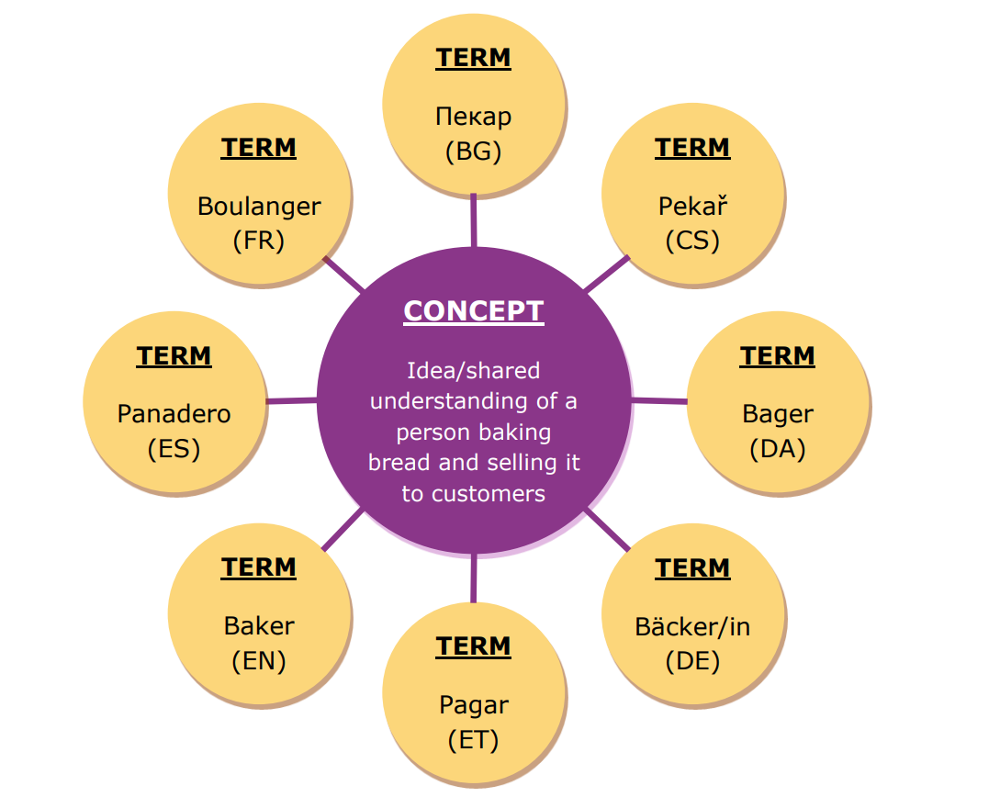 TERM
Пекар
(BG)
TERM
Boulanger
(FR)
TERM
Pekař
(CS)
CONCEPT
Idea/shared
understanding of a
person baking
bread and selling it
to customers
TERM
Panadero
(ES)
TERM
Bager
(DA)
TERM
Baker
(EN)
TERM
Bäcker/in
(DE)
TERM
Pagar
(ET)